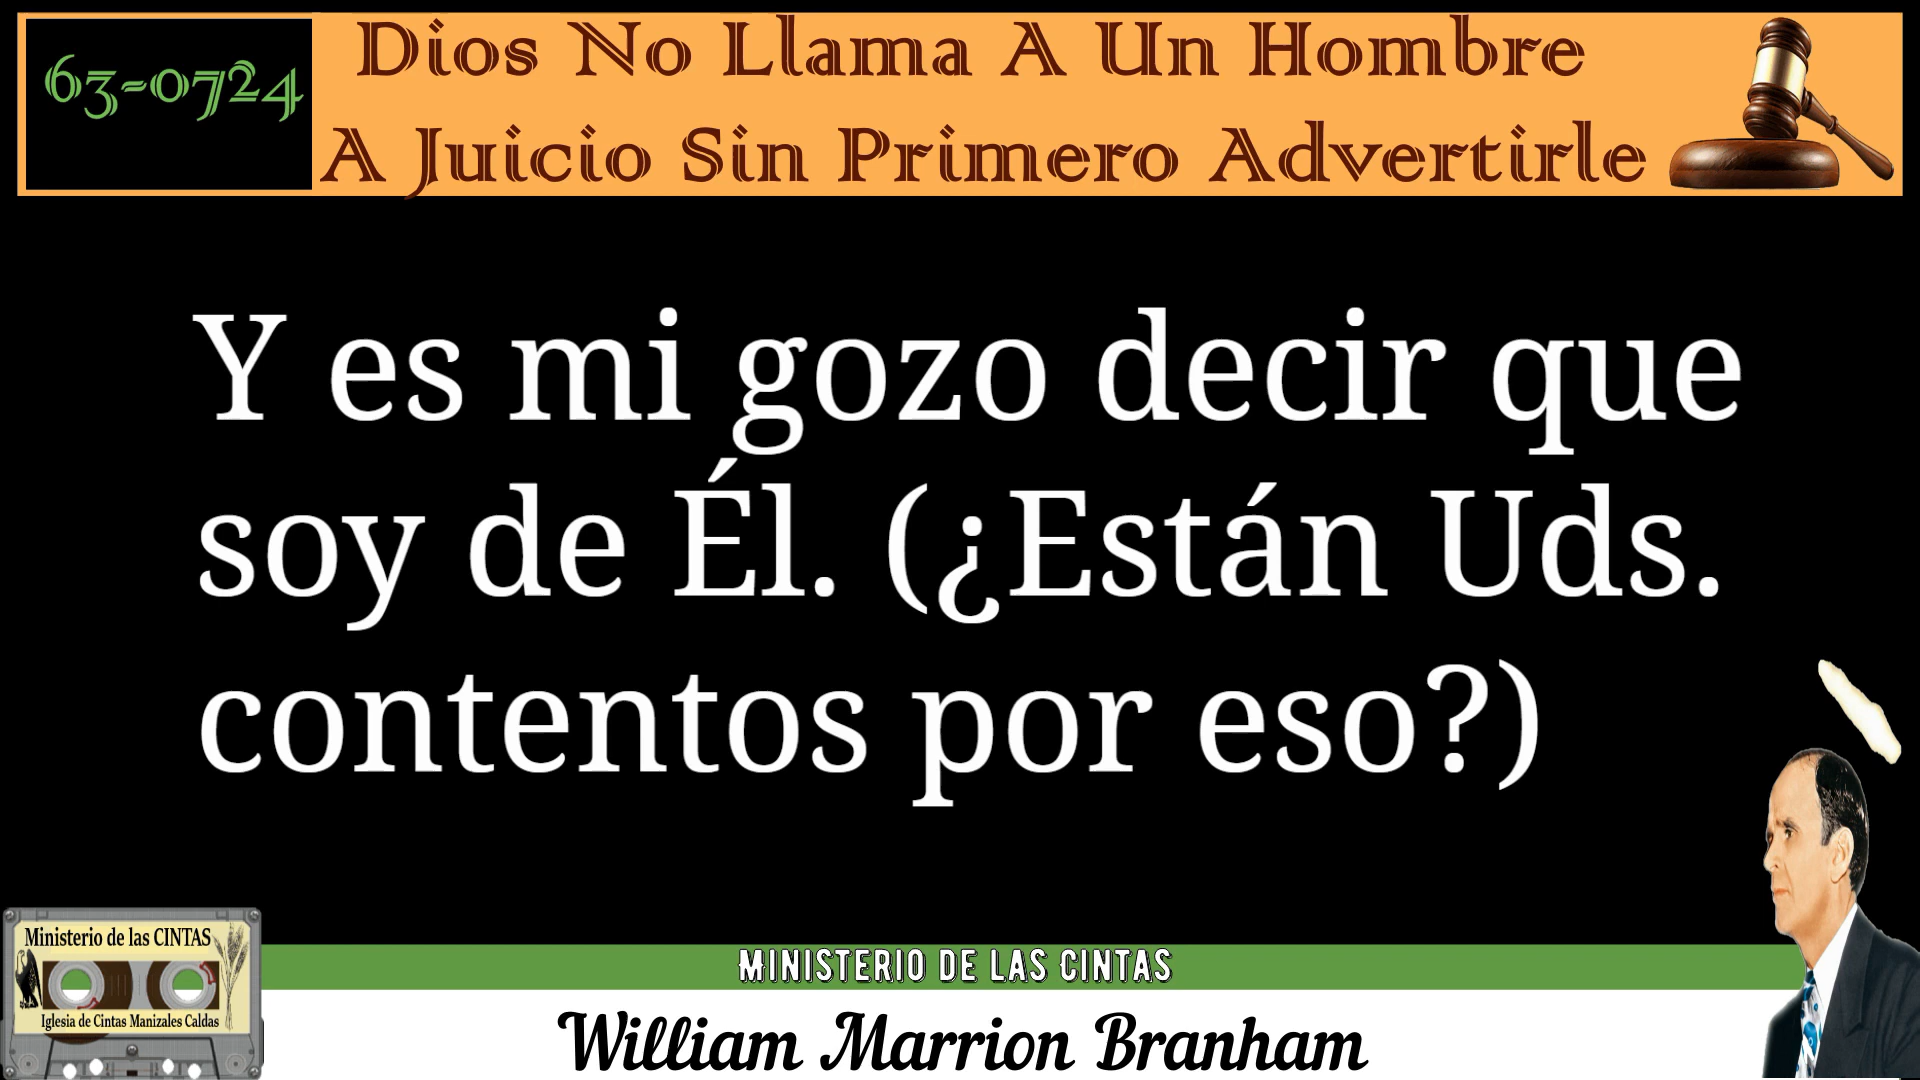 63-0724
Dios No Llama A Un Hombre
A Juicio Sin Primero Advertirle
Y es mi gozo decir que
soy de Él. (¿Están Uds.
contentos por eso?)
Ministerio de las CINTAS
Iglesia de Cintas Manizales Caldas
MINISTERIO DE LAS CINTAS
William Marrion Branham